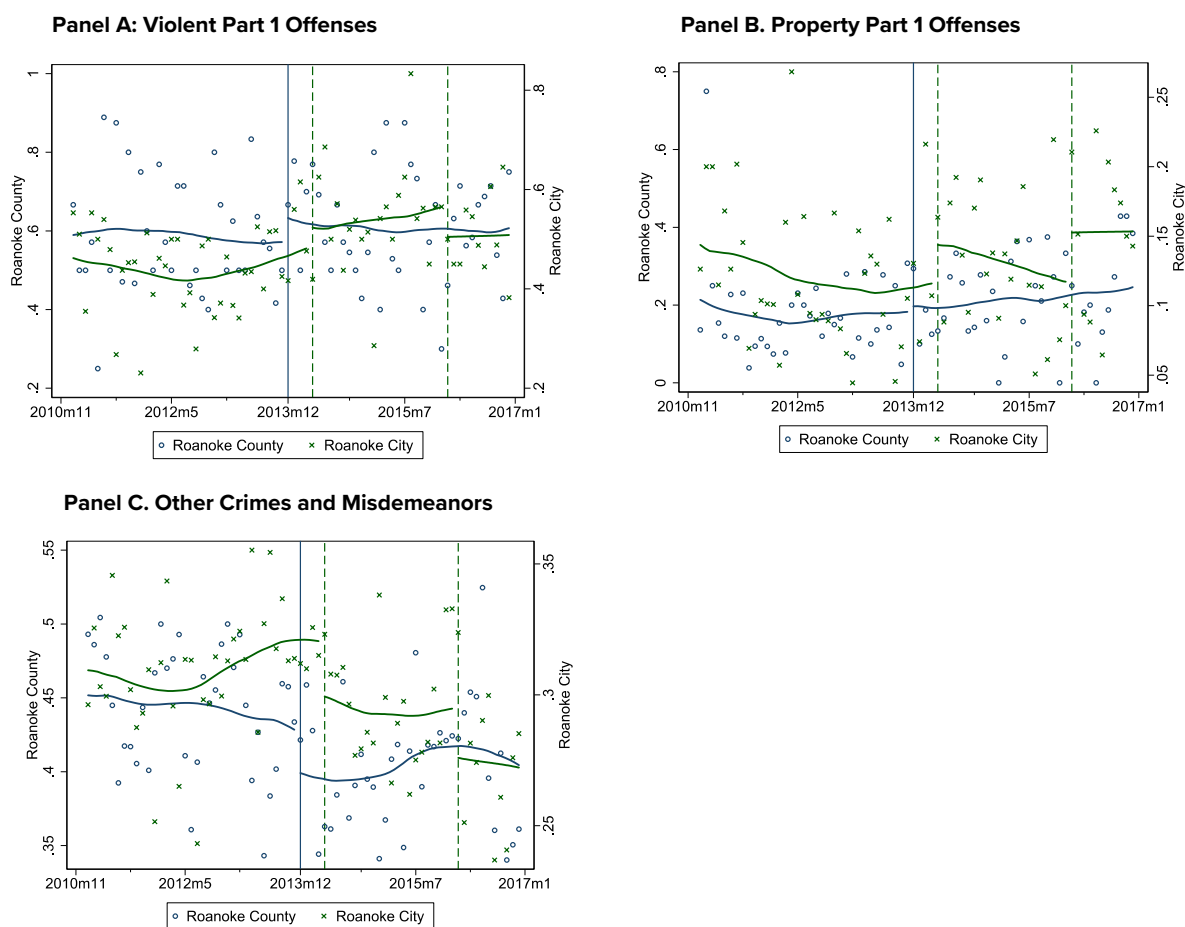 Panel A: Violent Part 1 Offenses
1
.8
.6
.4
.2
Roanoke County
.8
.6
.4
.2
Roanoke City
2010m11 2012m5 2013m12 2015m7 2017m1
Roanoke County Roanoke City
Panel B. Property Part 1 Offenses
.8
.6
.4
.2
0
Roanoke County
.25
.2
.15
.1
.05
Roanoke City
2010m11 2012m5 2013m12 2015m7 2017m1
Roanoke County Roanoke City
Panel C. Other Crimes and Misdemeanors
.55
.5
.45
.4
.35
Roanoke County
.35
.3
.25
Roanoke City
2010m11 2012m5 2013m12 2015m7 2017m1
Roanoke County Roanoke City